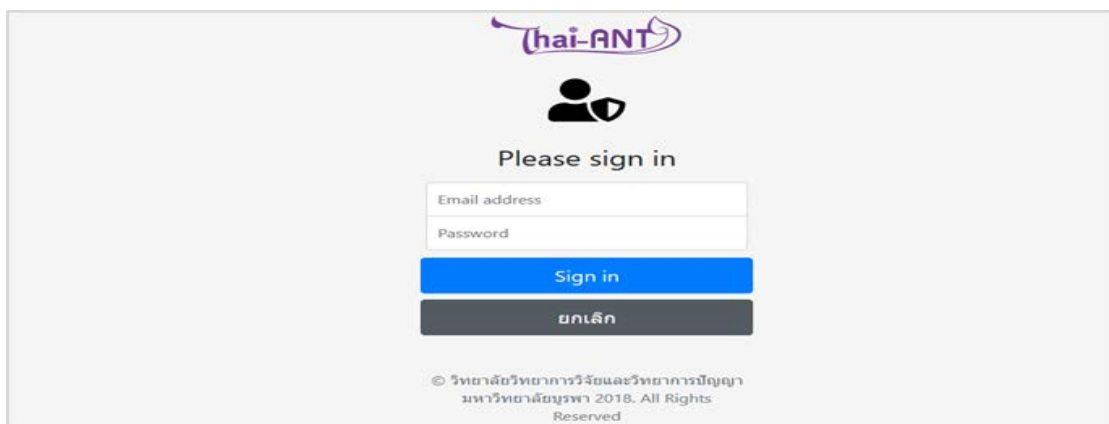 Thai-ANT
Please sign in
Email address
Password
Sign in
ยกเลิก
© วิทยาลัยวิทยาการวิจัยและวิทยาการปัญญา
มหาวิทยาลัยบูรพา 2018. All Rights
Reserved